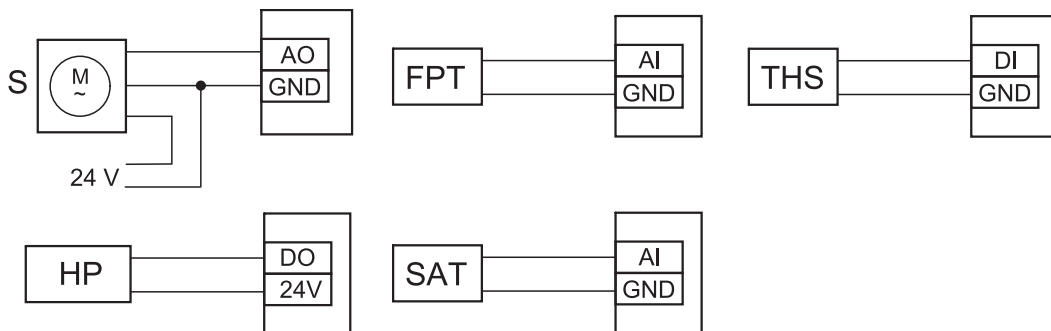 S
M
~
AO
GND
24 V
FPT
AI
GND
THS
DI
GND
HP
DO
24V
SAT
AI
GND